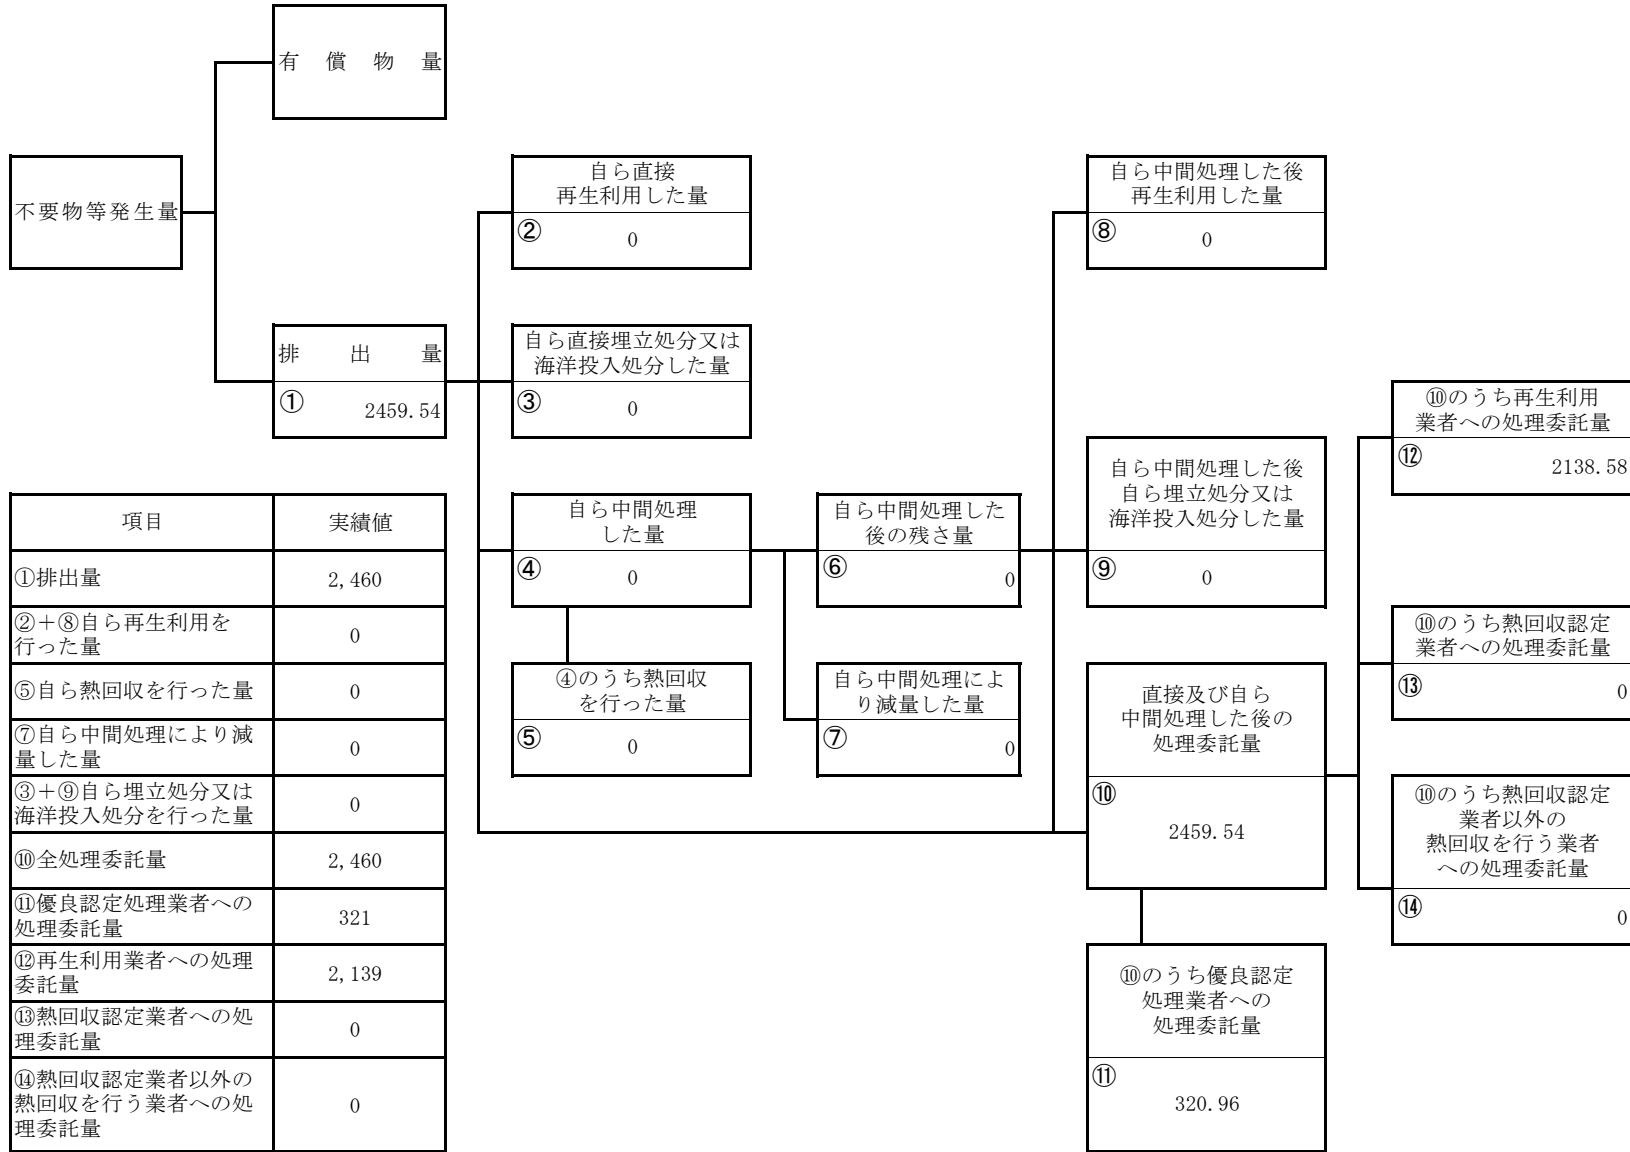 有償物量
不要物等発生量
排出量
①
2459.54
自ら直接
再生利用した量
②
0
自ら直接埋立処分又は
海洋投入処分した量
③
0
自ら中間処理
した量
④
0
④のうち熱回収
を行った量
⑤
0
自ら中間処理した
後の残さ量
⑥
0
自ら中間処理によ
り減量した量
⑦
0
自ら中間処理した後
再生利用した量
⑧
0
自ら中間処理した後
自ら埋立処分又は
海洋投入処分した量
⑨
0
直接及び自ら
中間処理した後の
処理委託量
⑩
2459.54
⑩のうち優良認定
処理業者への
処理委託量
⑪
320.96
⑩のうち再生利用
業者への処理委託量
⑫
2138.58
⑩のうち熱回収認定
業者への処理委託量
⑬
0
⑩のうち熱回収認定
業者以外の
熱回収を行う業者
への処理委託量
⑭
0
項目 実績値
①排出量 2,460
②＋⑧自ら再生利用を
行った量 0
⑤自ら熱回収を行った量 0
⑦自ら中間処理により減
量した量 0
③＋⑨自ら埋立処分又は
海洋投入処分を行った量 0
⑩全処理委託量 2,460
⑪優良認定処理業者への
処理委託量 321
⑫再生利用業者への処理
委託量 2,139
⑬熱回収認定業者への処
理委託量 0
⑭熱回収認定業者以外の
熱回収を行う業者への処
理委託量 0